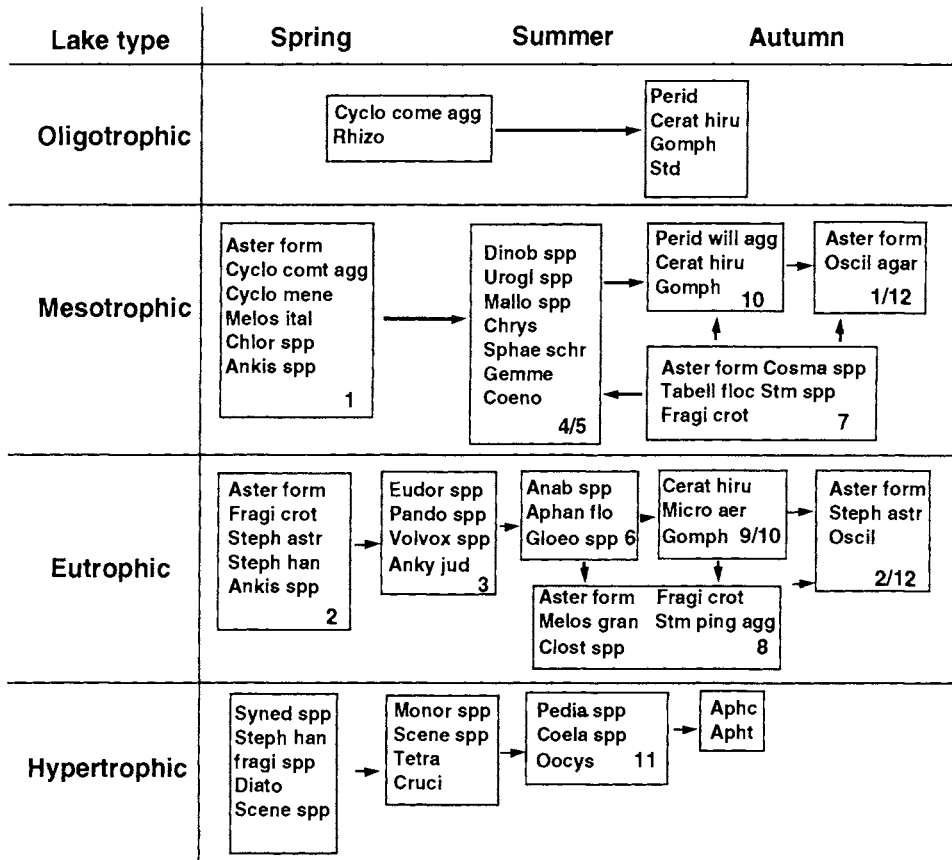 Lake type Spring Summer Autumn
Oligotrophic
Cyclo come agg
Rhizo
Perid
Cerat hiru
Gomph
Std
Mesotrophic
Aster form
Cyclo comt agg
Cyclo mene
Melos ital
Chlor spp
Ankis spp
1
Dinob spp
Urogl spp
Mallo spp
Chrys
Sphae schr
Gemme
Coeno
4/5
Perid will agg
Cerat hiru
Gomph
10
Aster form
Oscil agar
1/12
Aster form Cosma spp
Tabell floc Stm spp
Fragi crot
7
Eutrophic
Aster form
Fragi crot
Steph astr
Steph han
Ankis spp
2
Eudor spp
Pando spp
Volvox spp
Anky jud
3
Anab spp
Aphan flo
Gloeo spp 6
Cerat hiru
Micro aer
Gomph 9/10
Aster form
Steph astr
Oscil
2/12
Aster form Fragi crot
Melos gran Stm ping agg
Clost spp 8
Hypertrophic
Syned spp
Steph han
fragi spp
Diato
Scene spp
Monor spp
Scene spp
Tetra
Cruci
Pedia spp
Coela spp
Oocys 11
Aphc
Apht